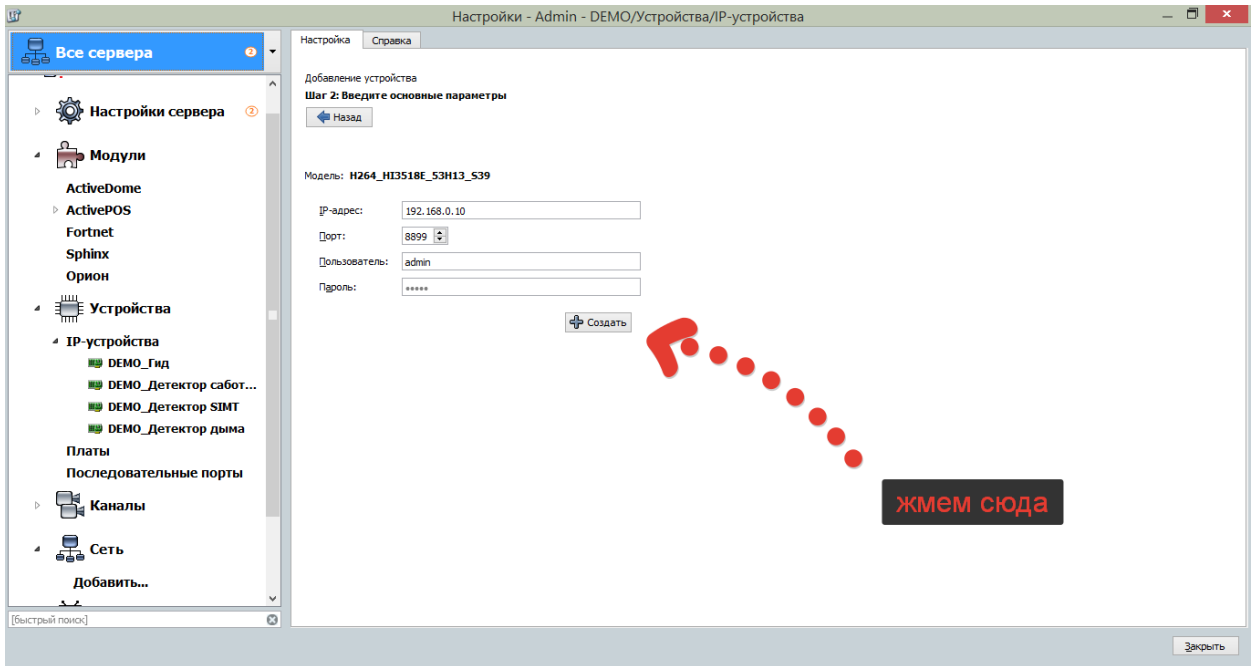 Настройки - Admin - DEMO/Устройства/IP-устройства
Все сервера 2
Настройки сервера 2
Модули
ActiveDome
ActivePOS
Fortnet
Sphinx
Орион
Устройства
IP-устройства
DEMO_Гид
DEMO_Детектор сабот...
DEMO_Детектор SIMT
DEMO_Детектор дыма
Платы
Последовательные порты
Каналы
Сеть
Добавить...
[быстрый поиск]
Настройка Справка
Добавление устройства
Шаг 2: Введите основные параметры
Назад
Модель: H264_HI3518E_53H13_S39
IP-адрес: 192.168.0.10
Порт: 8899
Пользователь: admin
Пароль: •••••
Создать
жмем сюда
Закрыть